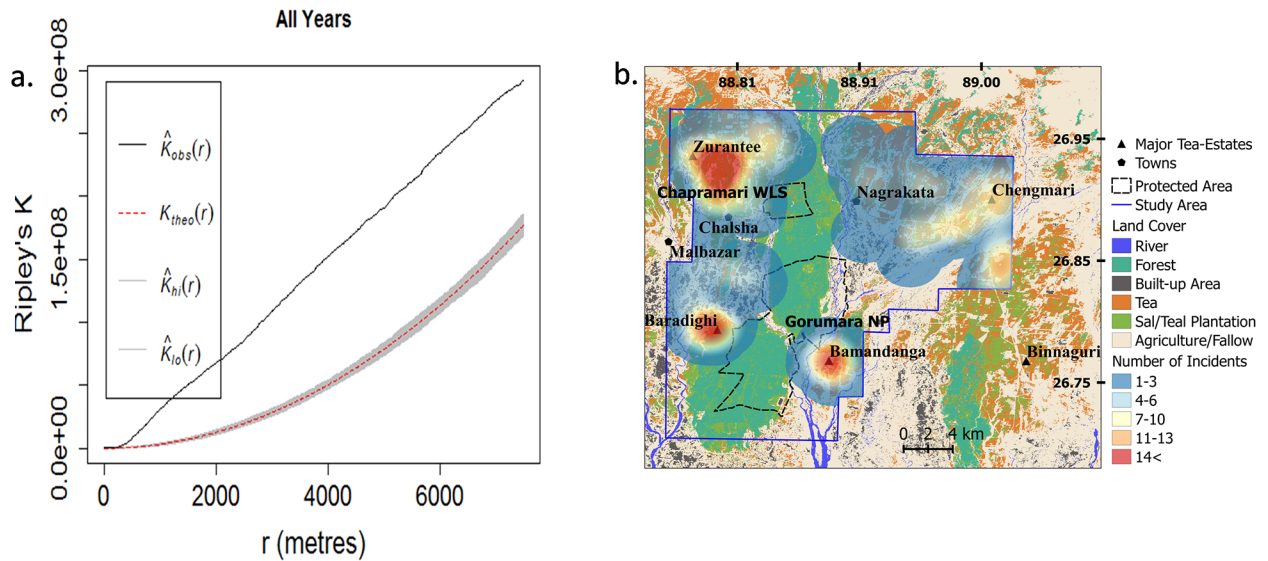 All Years
a.
Ripley's K
0.0e+00
1.5e+08
3.0e+08
K̂obs(r)
Ktheo(r)
K̂hi(r)
K̂lo(r)
0
2000
4000
6000
r (metres)
b.
88.81
88.91
89.00
26.95
26.85
26.75
Zurantee
Chapramari WLS
Nagrakata
Chengmari
Chalsha
Malbazar
Baradighi
Gorumara NP
Bamandanga
Binnaguri
0 2 4 km
Major Tea-Estates
Towns
Protected Area
Study Area
Land Cover
River
Forest
Built-up Area
Tea
Sal/Teal Plantation
Agriculture/Fallow
Number of Incidents
1-3
4-6
7-10
11-13
14<